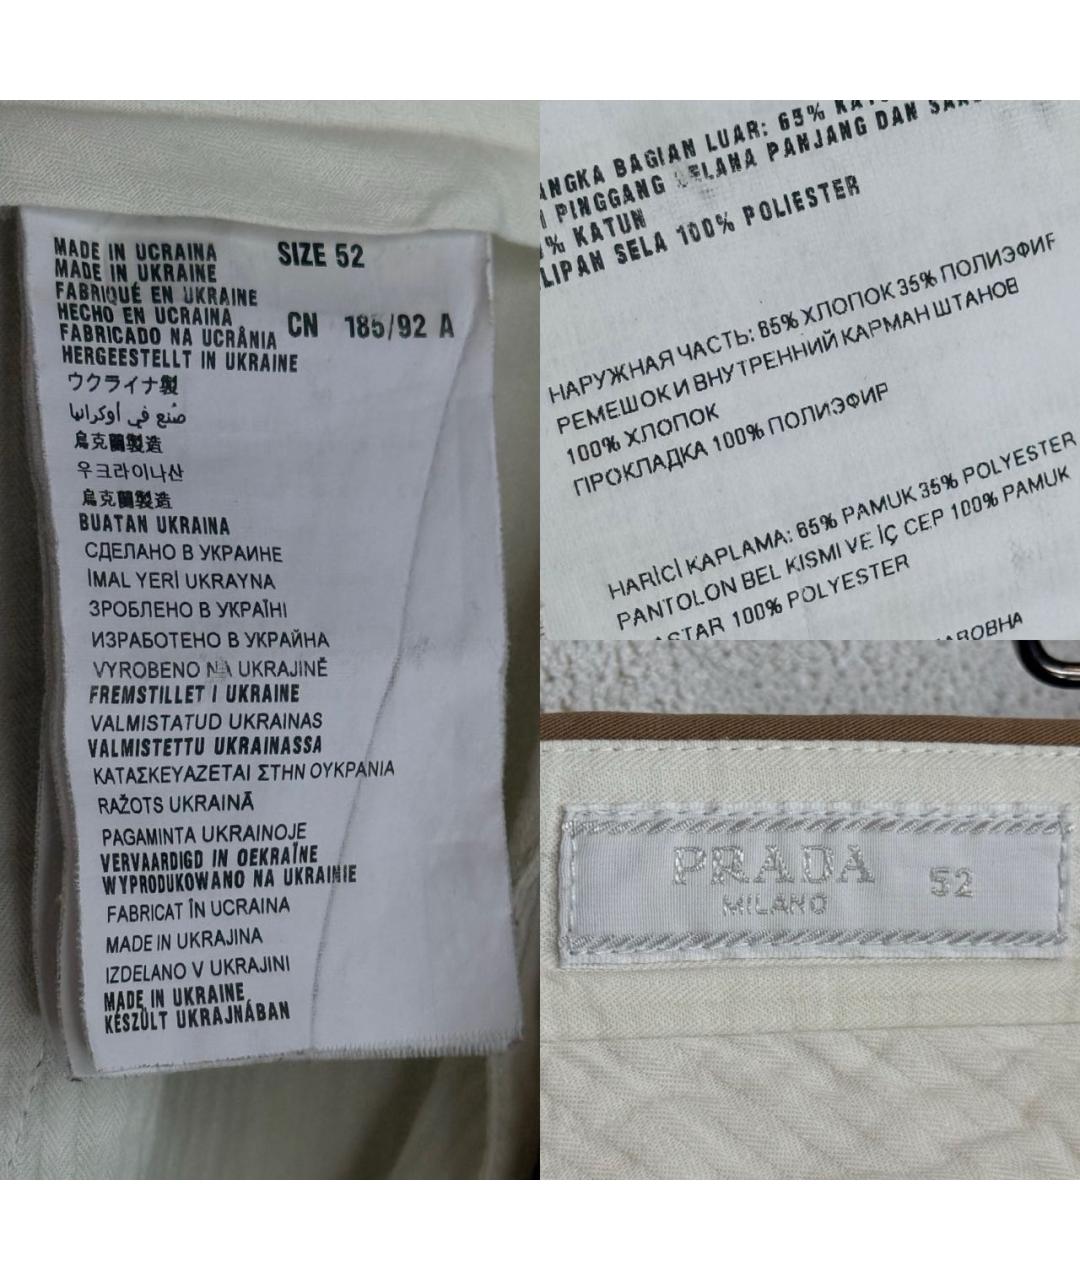 MADE IN UCRAINA
MADE IN UKRAINE
FABRIQUÉ EN UKRAINE
HECHO EN UCRAINA
FABRICADO NA UCRÂNIA
HERGEESTELLT IN UKRAINE
SIZE 52
CN 185/92 A
ウクライナ製
صُنع في أوكرانيا
烏克蘭製造
우크라이나산
烏克蘭製造
BUATAN UKRAINA
СДЕЛАНО В УКРАИНЕ
İMAL YERİ UKRAYNA
ЗРОБЛЕНО В УКРАЇНІ
ИЗРАБОТЕНО В УКРАЙНА
VYROBENO NA UKRAJINĚ
FREMSTILLET I UKRAINE
VALMISTATUD UKRAINAS
VALMISTETTU UKRAINASSA
ΚΑΤΑΣΚΕΥΑΖΕΤΑΙ ΣΤΗΝ ΟΥΚΡΑΝΙΑ
RAŽOTS UKRAINĀ
PAGAMINTA UKRAINOJE
VERVAARDIGD IN OEKRAÏNE
WYPRODUKOWANO NA UKRAINIE
FABRICAT ÎN UCRAINA
MADE IN UKRAJINA
IZDELANO V UKRAJINI
MADE IN UKRAINE
KÉSZÜLT UKRAJNÁBAN
BAGIAN LUAR: 65%
PINGGANG PANJANG DAN
% KATUN
SELA 100% POLIESTER
НАРУЖНАЯ ЧАСТЬ: 65% ХЛОПОК 35% ПОЛИЭФИР
РЕМЕШОК И ВНУТРЕННИЙ КАРМАН ШТАНОВ
100% ХЛОПОК
ПРОКЛАДКА 100% ПОЛИЭФИР
HARİCİ KAPLAMA: 65% PAMUK 35% POLYESTER
PANTOLON BEL KISMI VE İÇ CEP 100% PAMUK
ASTAR 100% POLYESTER
PRADA
MILANO
52